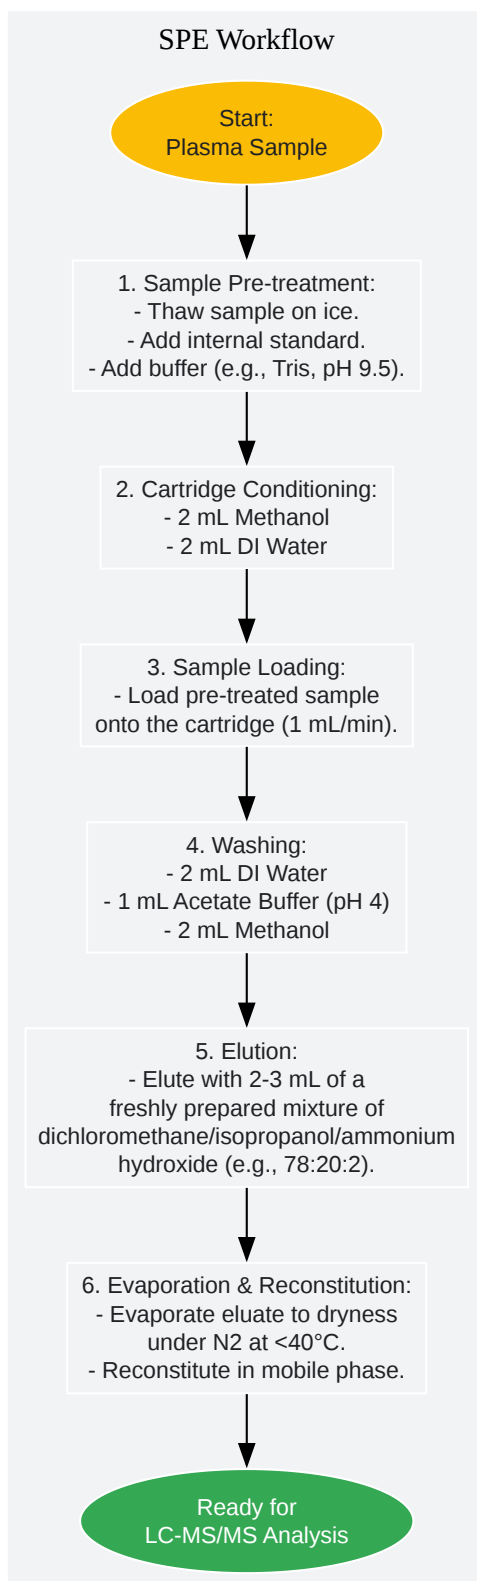 SPE Workflow
Start:
Plasma Sample
1. Sample Pre-treatment:
- Thaw sample on ice.
- Add internal standard.
- Add buffer (e.g., Tris, pH 9.5).
2. Cartridge Conditioning:
- 2 mL Methanol
- 2 mL DI Water
3. Sample Loading:
- Load pre-treated sample
onto the cartridge (1 mL/min).
4. Washing:
- 2 mL DI Water
- 1 mL Acetate Buffer (pH 4)
- 2 mL Methanol
5. Elution:
- Elute with 2-3 mL of a
freshly prepared mixture of
dichloromethane/isopropanol/ammonium
hydroxide (e.g., 78:20:2).
6. Evaporation & Reconstitution:
- Evaporate eluate to dryness
under N2 at <40°C.
- Reconstitute in mobile phase.
Ready for
LC-MS/MS Analysis